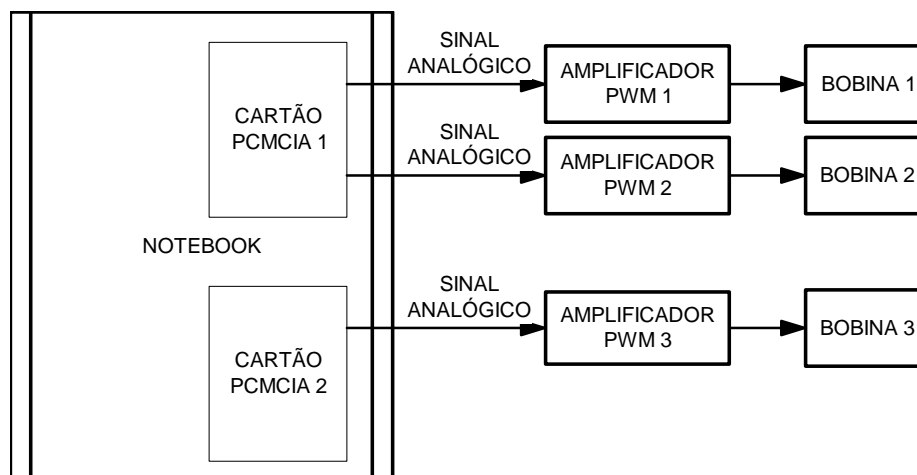 SINAL
ANALÓGICO
AMPLIFICADOR
PWM 1
BOBINA 1
CARTÃO
PCMCIA 1
SINAL
ANALÓGICO
AMPLIFICADOR
PWM 2
BOBINA 2
NOTEBOOK
SINAL
ANALÓGICO
AMPLIFICADOR
PWM 3
BOBINA 3
CARTÃO
PCMCIA 2